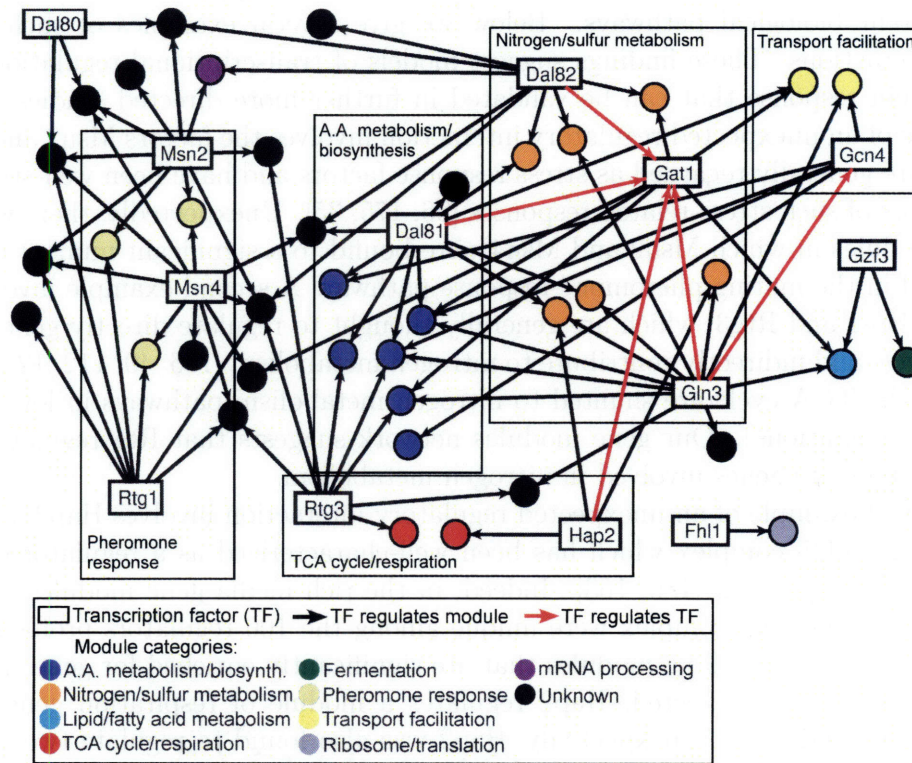 Dal80
Nitrogen/sulfur metabolism
Transport facilitation
Dal82
A.A. metabolism/
biosynthesis
Msn2
Gat1
Gcn4
Dal81
Gzf3
Msn4
Gln3
Rtg1
Rtg3
Hap2
Fhl1
Pheromone
response
TCA cycle/respiration
Transcription factor (TF)
TF regulates module
TF regulates TF
Module categories:
A.A. metabolism/biosynth.
Fermentation
mRNA processing
Nitrogen/sulfur metabolism
Pheromone response
Unknown
Lipid/fatty acid metabolism
Transport facilitation
TCA cycle/respiration
Ribosome/translation